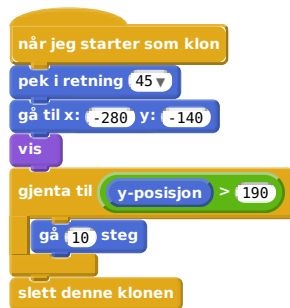 når jeg starter som klon
pek i retning 45▼
gå til x: -280 y: -140
vis
gjenta til y-posisjon > 190
gå 10 steg
slett denne klonen